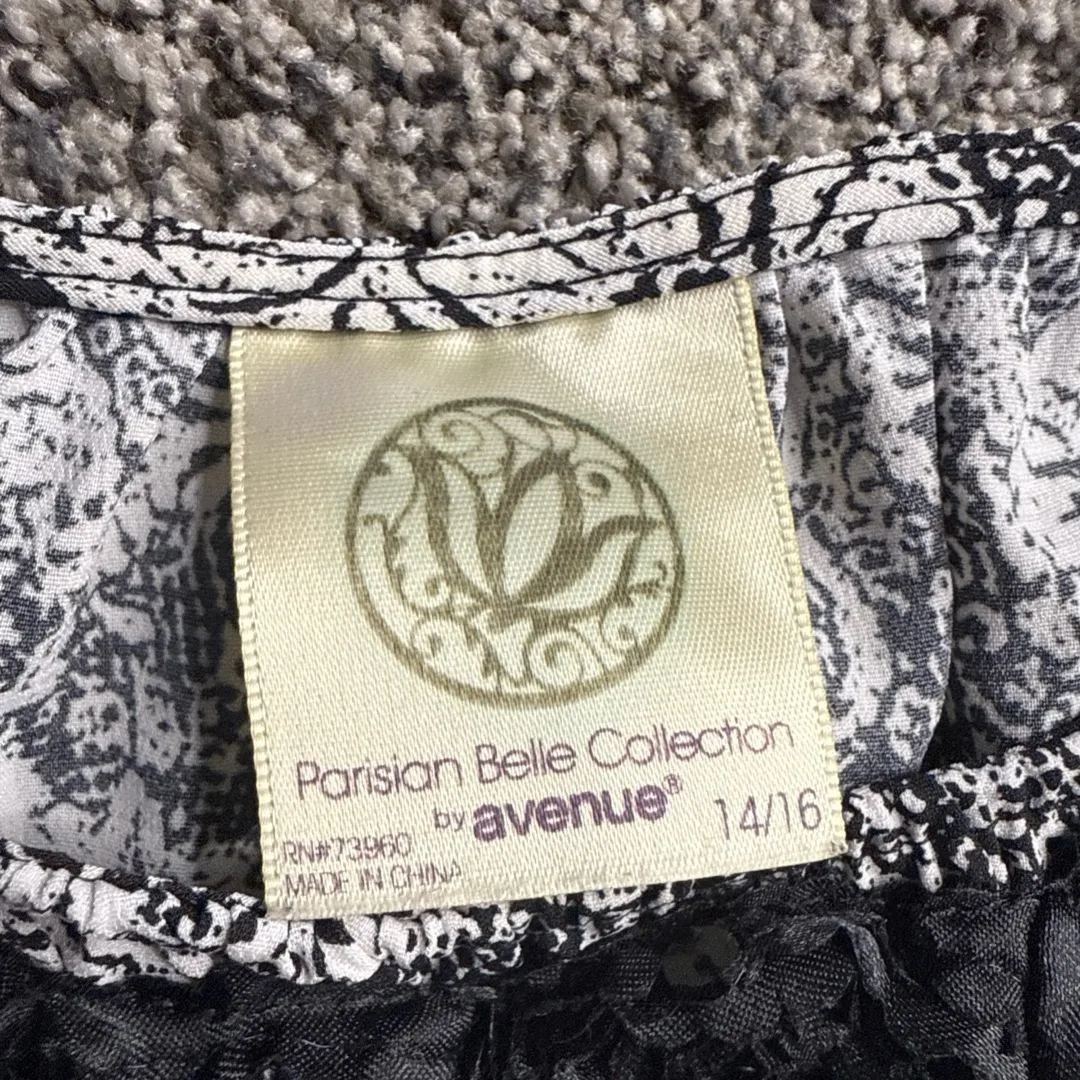 Parisian Belle Collection
by avenue®
14/16
RN#73960
MADE IN CHINA